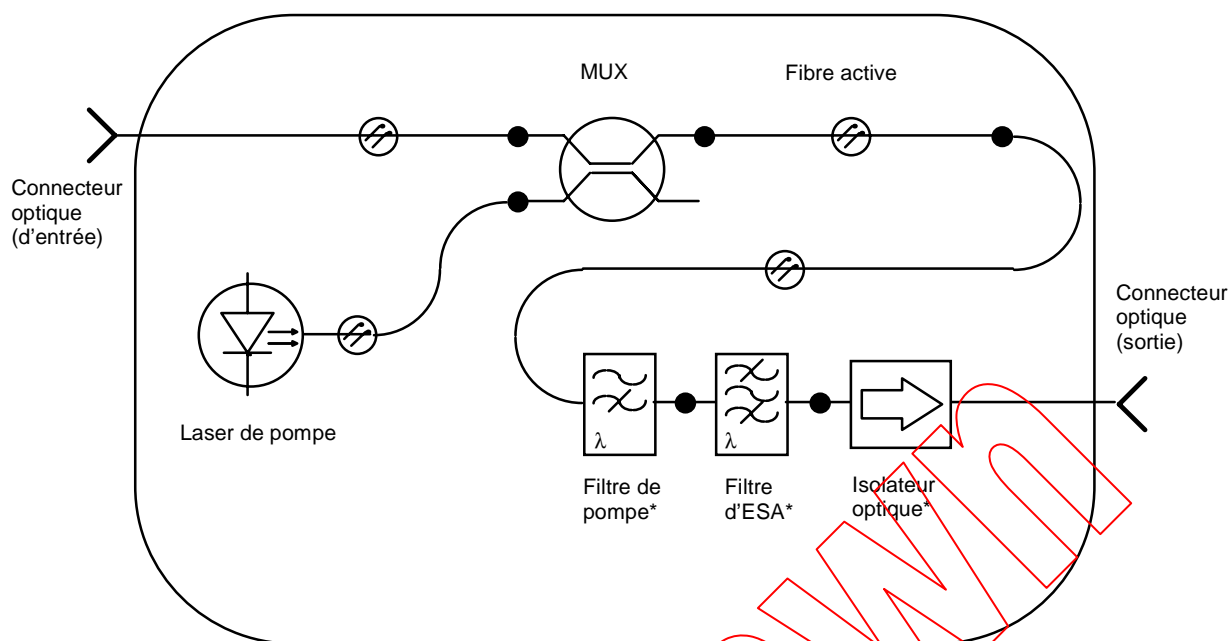 MUX
Fibre active
Connecteur
optique
(d'entrée)
Connecteur
optique
(sortie)
Laser de pompe
λ
λ
Filtre de
pompe*
Filtre
d'ESA*
Isolateur
optique*